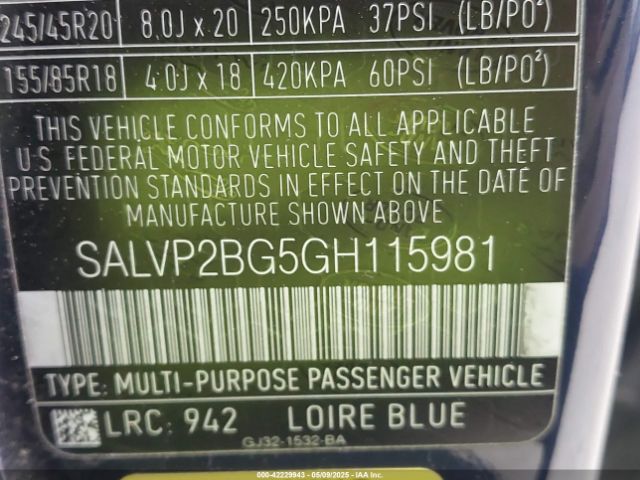 245/45R20 8.0J x 20 250KPA 37PSI (LB/PO²)
155/85R18 4.0J x 18 420KPA 60PSI (LB/PO²)
THIS VEHICLE CONFORMS TO ALL APPLICABLE
U.S. FEDERAL MOTOR VEHICLE SAFETY AND THEFT
PREVENTION STANDARDS IN EFFECT ON THE DATE OF
MANUFACTURE SHOWN ABOVE
SALVP2BG5GH115981
TYPE: MULTI-PURPOSE PASSENGER VEHICLE
LRC: 942 LOIRE BLUE
GJ32-1532-BA
000-42229943 - 05/09/2025 - IAAI.COM